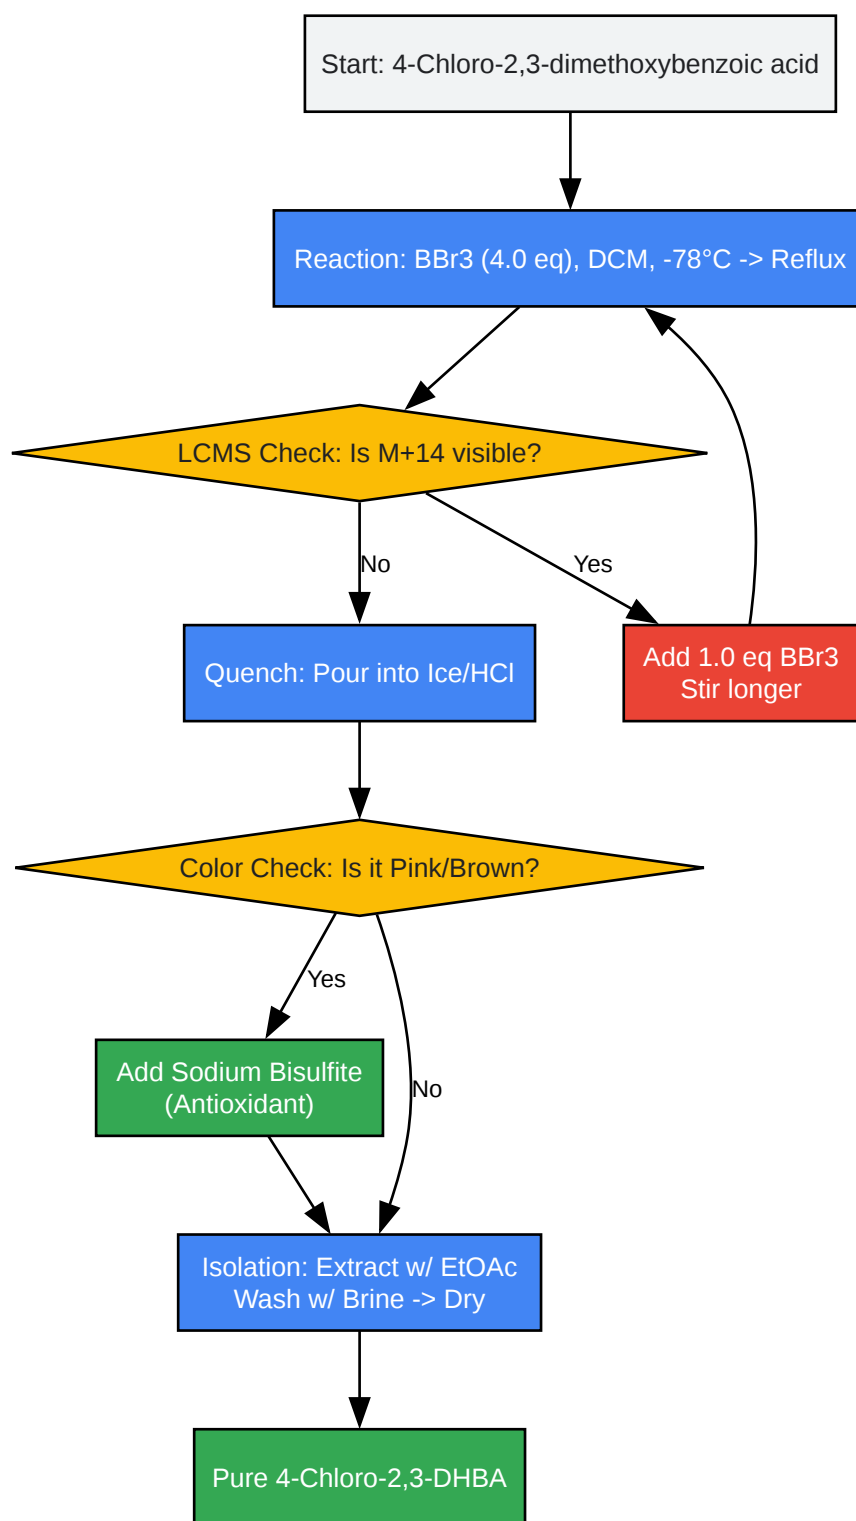 Start: 4-Chloro-2,3-dimethoxybenzoic acid
Reaction: BBr3 (4.0 eq), DCM, -78°C -> Reflux
LCMS Check: Is M+14 visible?
No
Yes
Quench: Pour into Ice/HCl
Add 1.0 eq BBr3
Stir longer
Color Check: Is it Pink/Brown?
Yes
No
Add Sodium Bisulfite
(Antioxidant)
Isolation: Extract w/ EtOAc
Wash w/ Brine -> Dry
Pure 4-Chloro-2,3-DHBA